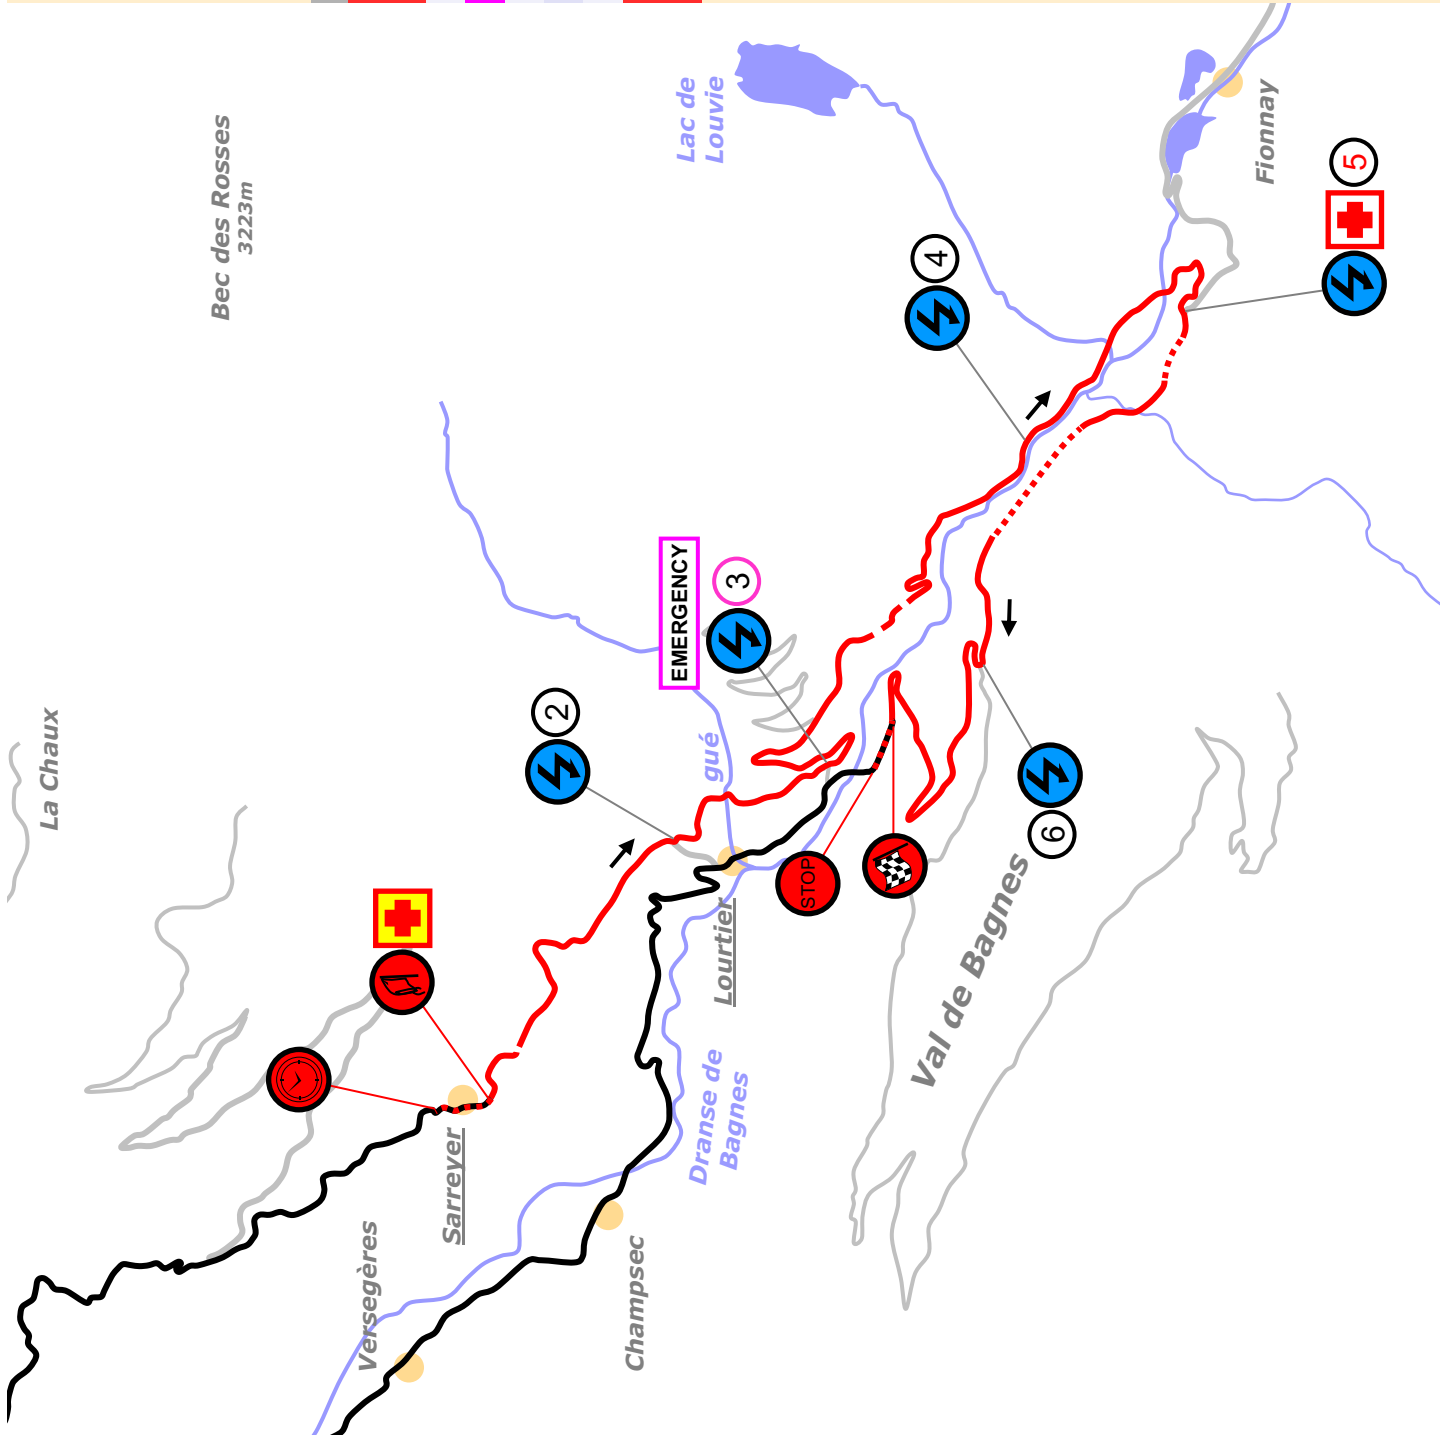 Bec des Rosses
3223m
Lac de
Louvie
Fionnay
5
4
EMERGENCY
3
2
La Chaux
gué
6
STOP
Lourtier
Val de Bagnes
Dranse de
Bagnes
Sarreyer
Versegères
Champsec